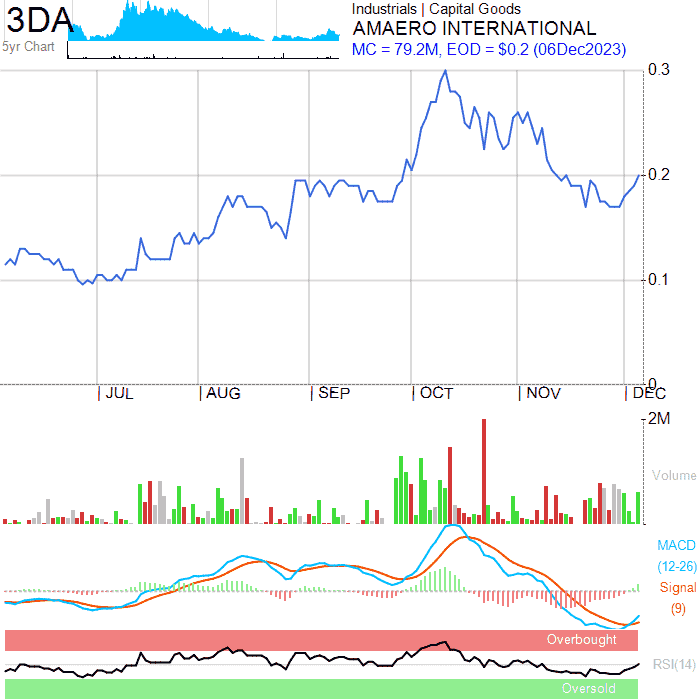 3DA
5yr Chart
Industrials | Capital Goods
AMAERO INTERNATIONAL
MC = 79.2M, EOD = $0.2 (06Dec2023)
0.3
0.2
0.1
0
| JUL | AUG | SEP | OCT | NOV | DEC
2M
Volume
MACD
(12-26)
Signal
(9)
Overbought
RSI(14)
Oversold